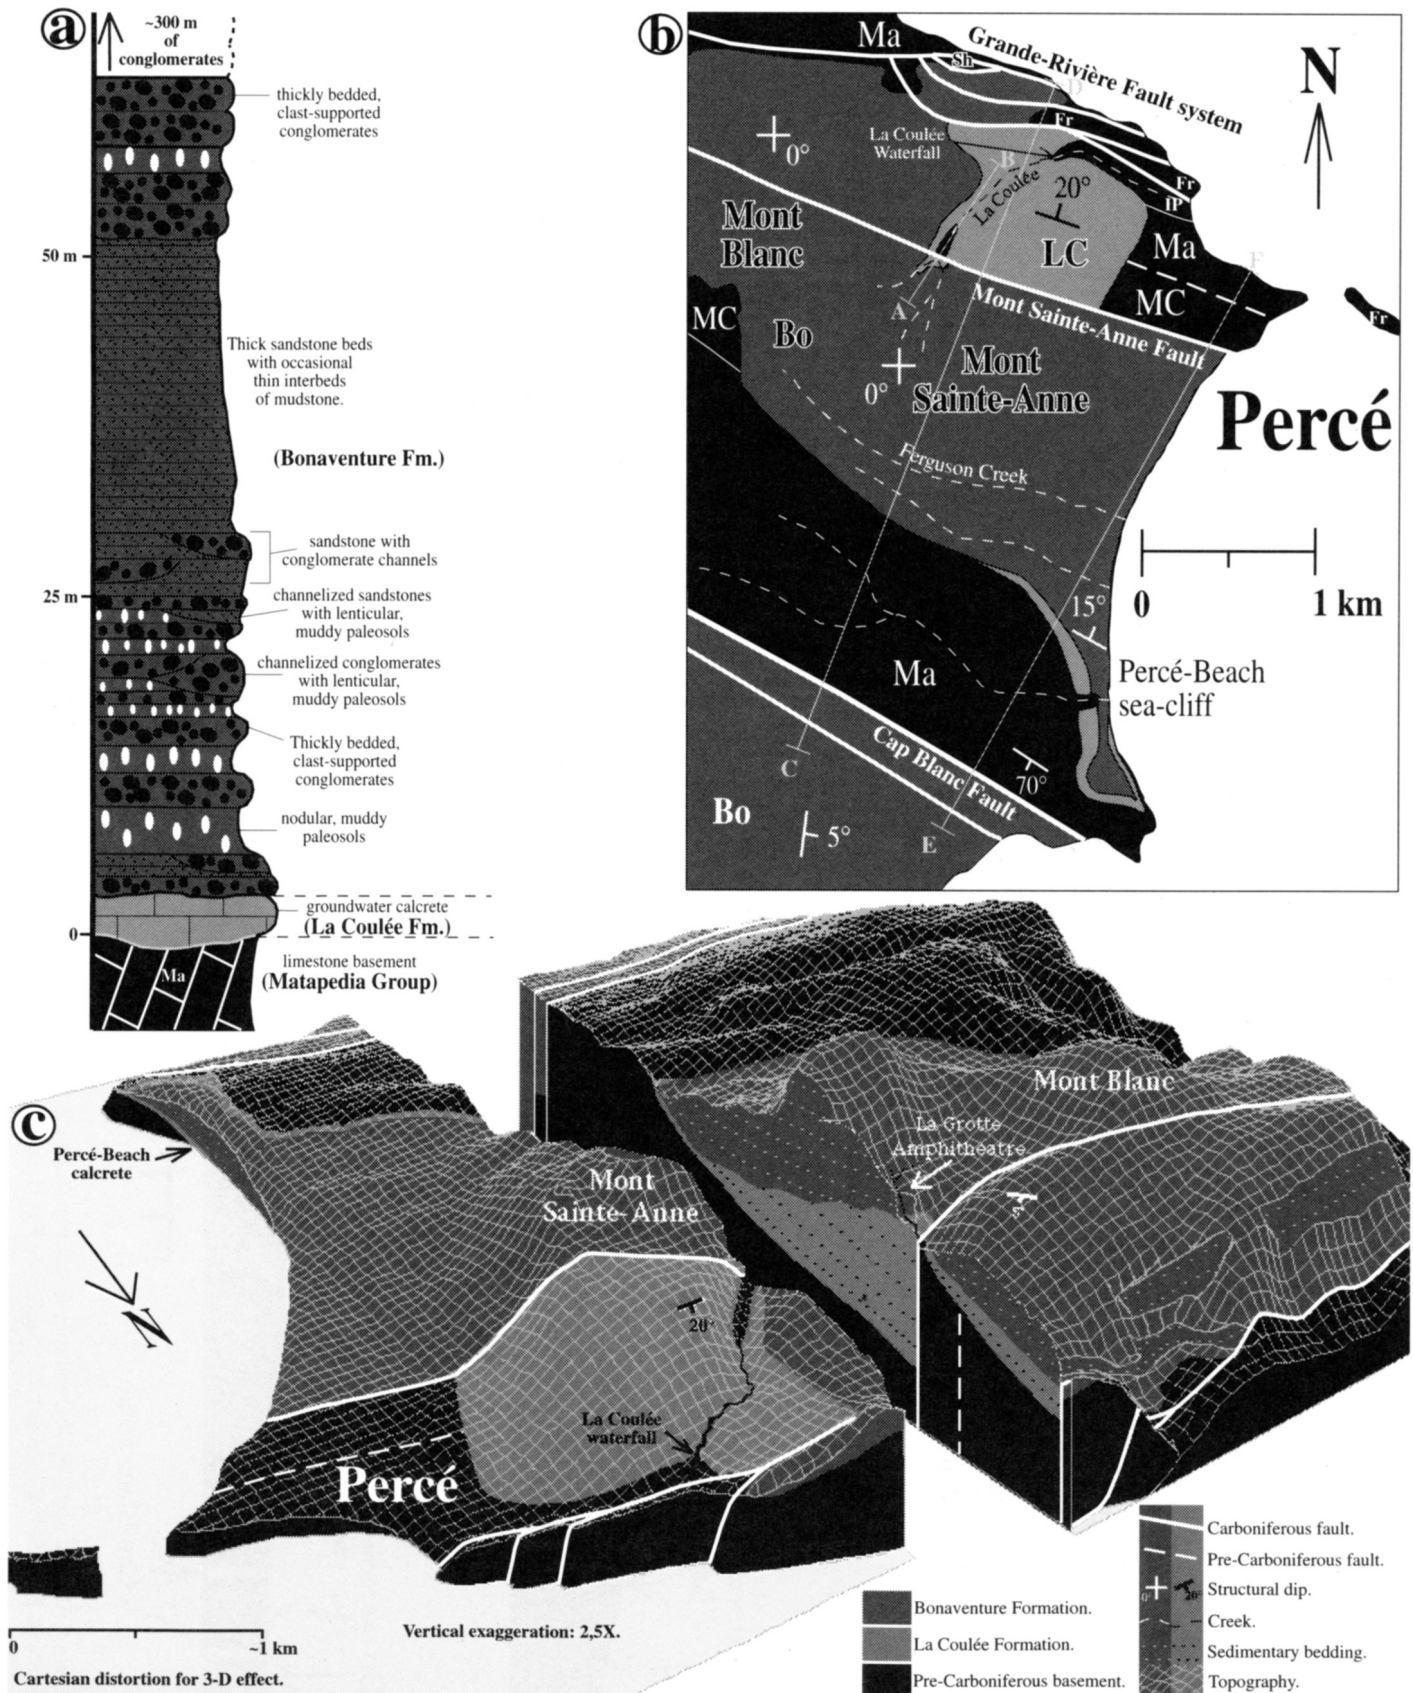 a
~300 m
of
conglomerates
thickly bedded,
clast-supported
conglomerates
50 m
Thick sandstone beds
with occasional
thin interbeds
of mudstone.
(Bonaventure Fm.)
sandstone with
conglomerate channels
25 m
channelized sandstones
with lenticular,
muddy paleosols
channelized conglomerates
with lenticular,
muddy paleosols
Thickly bedded,
clast-supported
conglomerates
nodular, muddy
paleosols
groundwater calcrete
(La Coulée Fm.)
0
limestone basement
(Matapedia Group)
Ma
b
Ma
Grande-Rivière Fault system
Sh
D
N
Fr
La Coulée
Waterfall
0°
B
La Coulée
20°
Fr
IP
Mont
Blanc
LC
Ma
F
MC
Fr
A
Mont Sainte-Anne Fault
MC
Bo
Mont
Sainte-Anne
0°
Percé
Ferguson Creek
15°
0
1 km
Ma
Percé-Beach
sea-cliff
Cap Blanc Fault
C
70°
Bo
5°
E
c
Percé-Beach
calcrete
N
Mont
Sainte-Anne
20°
La Coulée
waterfall
Percé
Mont Blanc
La Grotte
Amphithéatre
0
~1 km
Vertical exaggeration: 2,5X.
Cartesian distortion for 3-D effect.
Bonaventure Formation.
La Coulée Formation.
Pre-Carboniferous basement.
Carboniferous fault.
Pre-Carboniferous fault.
0°
20°
Structural dip.
Creek.
Sedimentary bedding.
Topography.